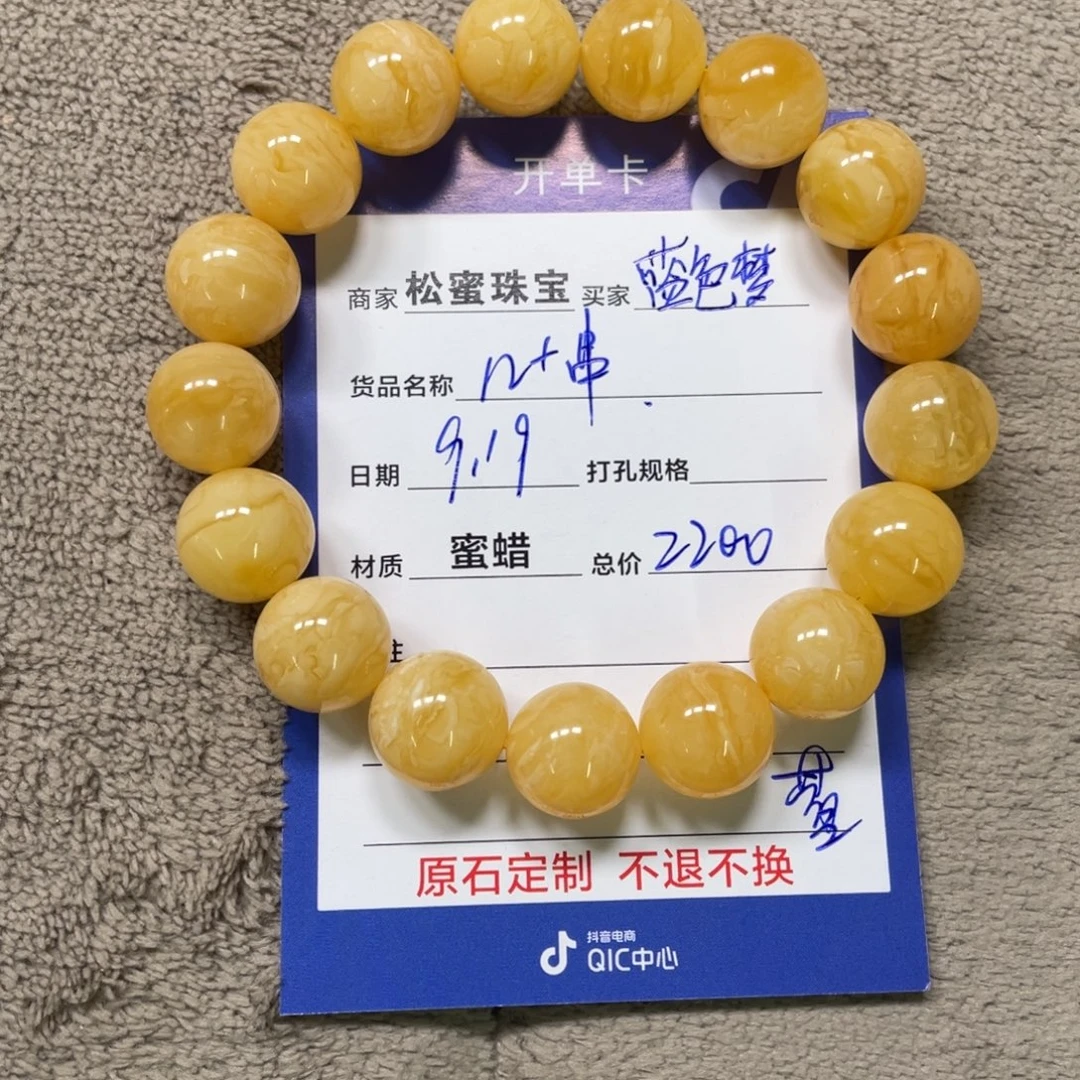 开单卡
商家 松蜜珠宝 买家 蓝色梦
货品名称 n+串
日期 9.19 打孔规格
材质 蜜蜡 总价 2200
注
原石定制 不退不换
抖音电商
QIC中心